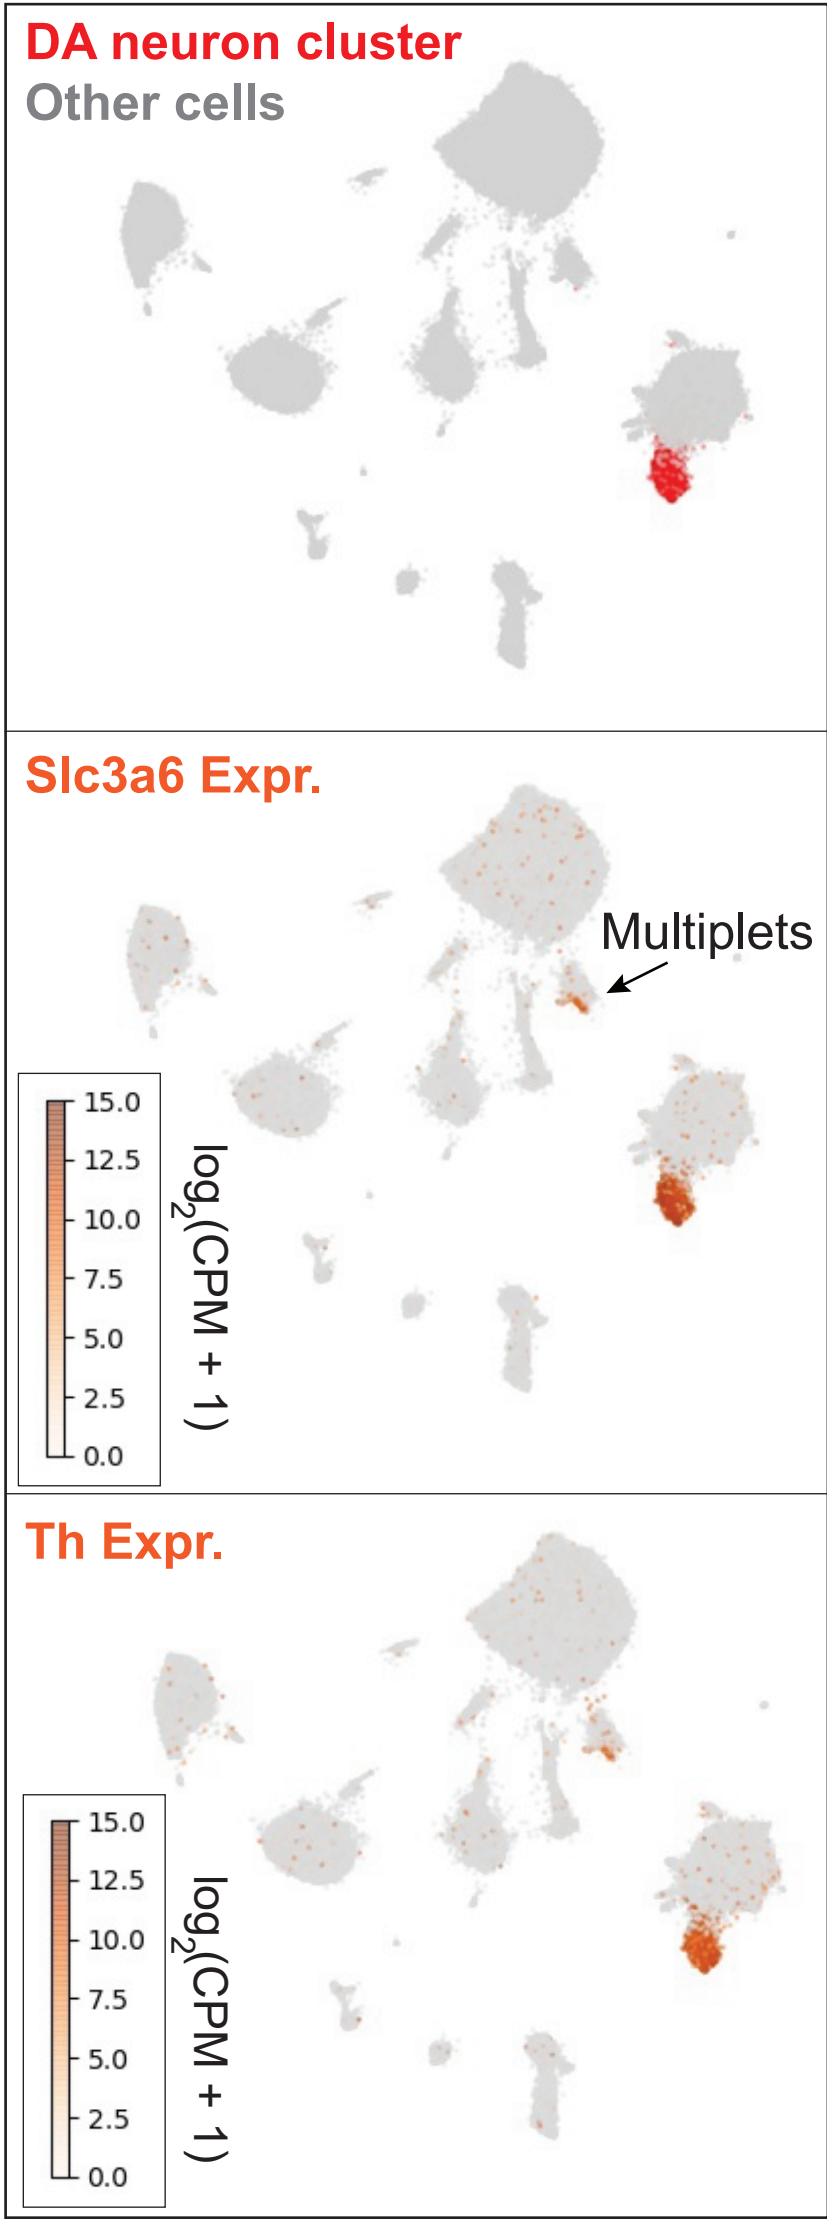 DA neuron cluster
Other cells
Slc3a6 Expr.
Multiplets
15.0
12.5
10.0
7.5
5.0
2.5
0.0
log2(CPM + 1)
Th Expr.
15.0
12.5
10.0
7.5
5.0
2.5
0.0
log2(CPM + 1)